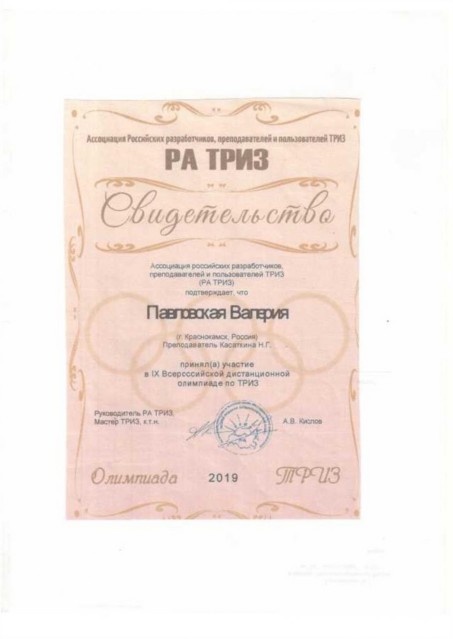 Ассоциация Российских разработчиков, преподавателей и пользователей ТРИЗ
РА ТРИЗ
Свидетельство
Ассоциация российских разработчиков,
преподавателей и пользователей ТРИЗ
(РА ТРИЗ)
подтверждает, что
Павловская Валерия
(г. Краснокамск, Россия)
Преподаватель Касаткина Н.Г.
принял(а) участие
в IX Всероссийской дистанционной
олимпиаде по ТРИЗ
Руководитель РА ТРИЗ,
Мастер ТРИЗ, к.т.н.
А.В. Кислов
Олимпиада 2019 ТРИЗ